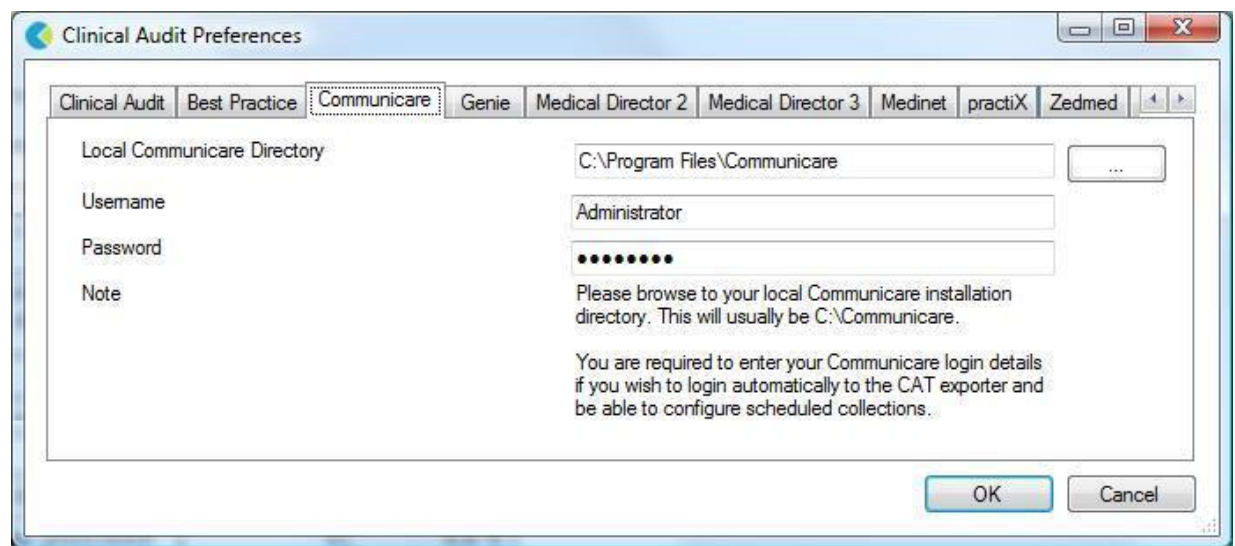 Clinical Audit Preferences
Clinical Audit Best Practice Communicare Genie Medical Director 2 Medical Director 3 Medinet practiX Zedmed
Local Communicare Directory C:\Program Files\Communicare ...
Username Administrator
Password ●●●●●●●●
Note Please browse to your local Communicare installation
directory. This will usually be C:\Communicare.
You are required to enter your Communicare login details
if you wish to login automatically to the CAT exporter and
be able to configure scheduled collections.
OK Cancel